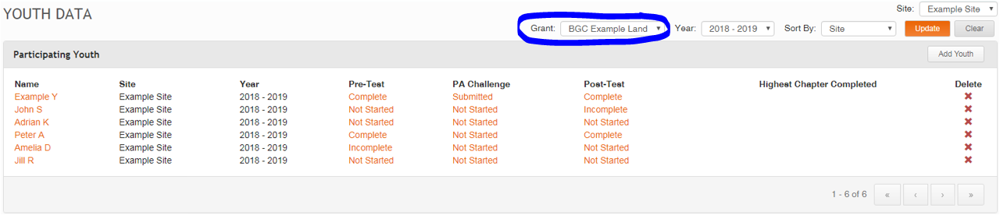 YOUTH DATA
Site: Example Site
Grant: BGC Example Land Year: 2018 - 2019 Sort By: Site Update Clear
Participating Youth Add Youth
Name Site Year Pre-Test PA Challenge Post-Test Highest Chapter Completed Delete
Example Y Example Site 2018 - 2019 Complete Submitted Complete
John S Example Site 2018 - 2019 Not Started Not Started Incomplete
Adrian K Example Site 2018 - 2019 Not Started Not Started Not Started
Peter A Example Site 2018 - 2019 Complete Not Started Complete
Amelia D Example Site 2018 - 2019 Incomplete Not Started Not Started
Jill R Example Site 2018 - 2019 Not Started Not Started Not Started
1 - 6 of 6 « ‹ › »